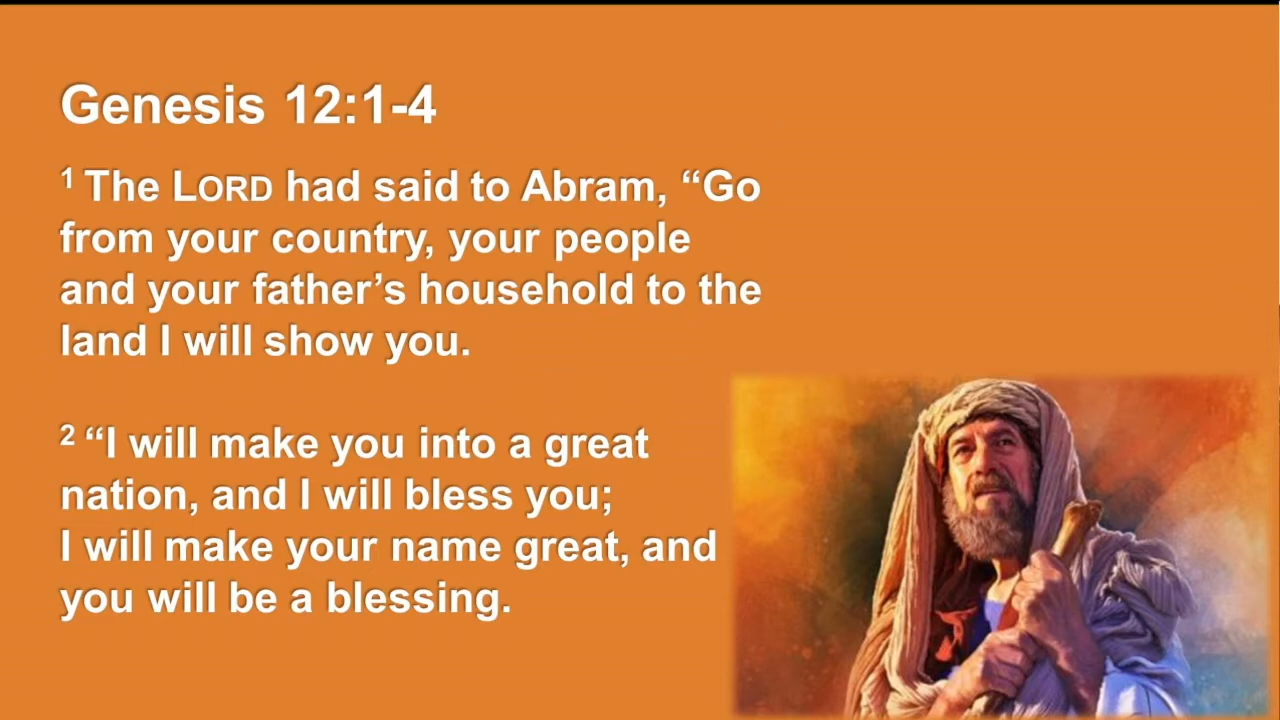 Genesis 12:1-4
1 The LORD had said to Abram, “Go
from your country, your people
and your father’s household to the
land I will show you.
2 “I will make you into a great
nation, and I will bless you;
I will make your name great, and
you will be a blessing.